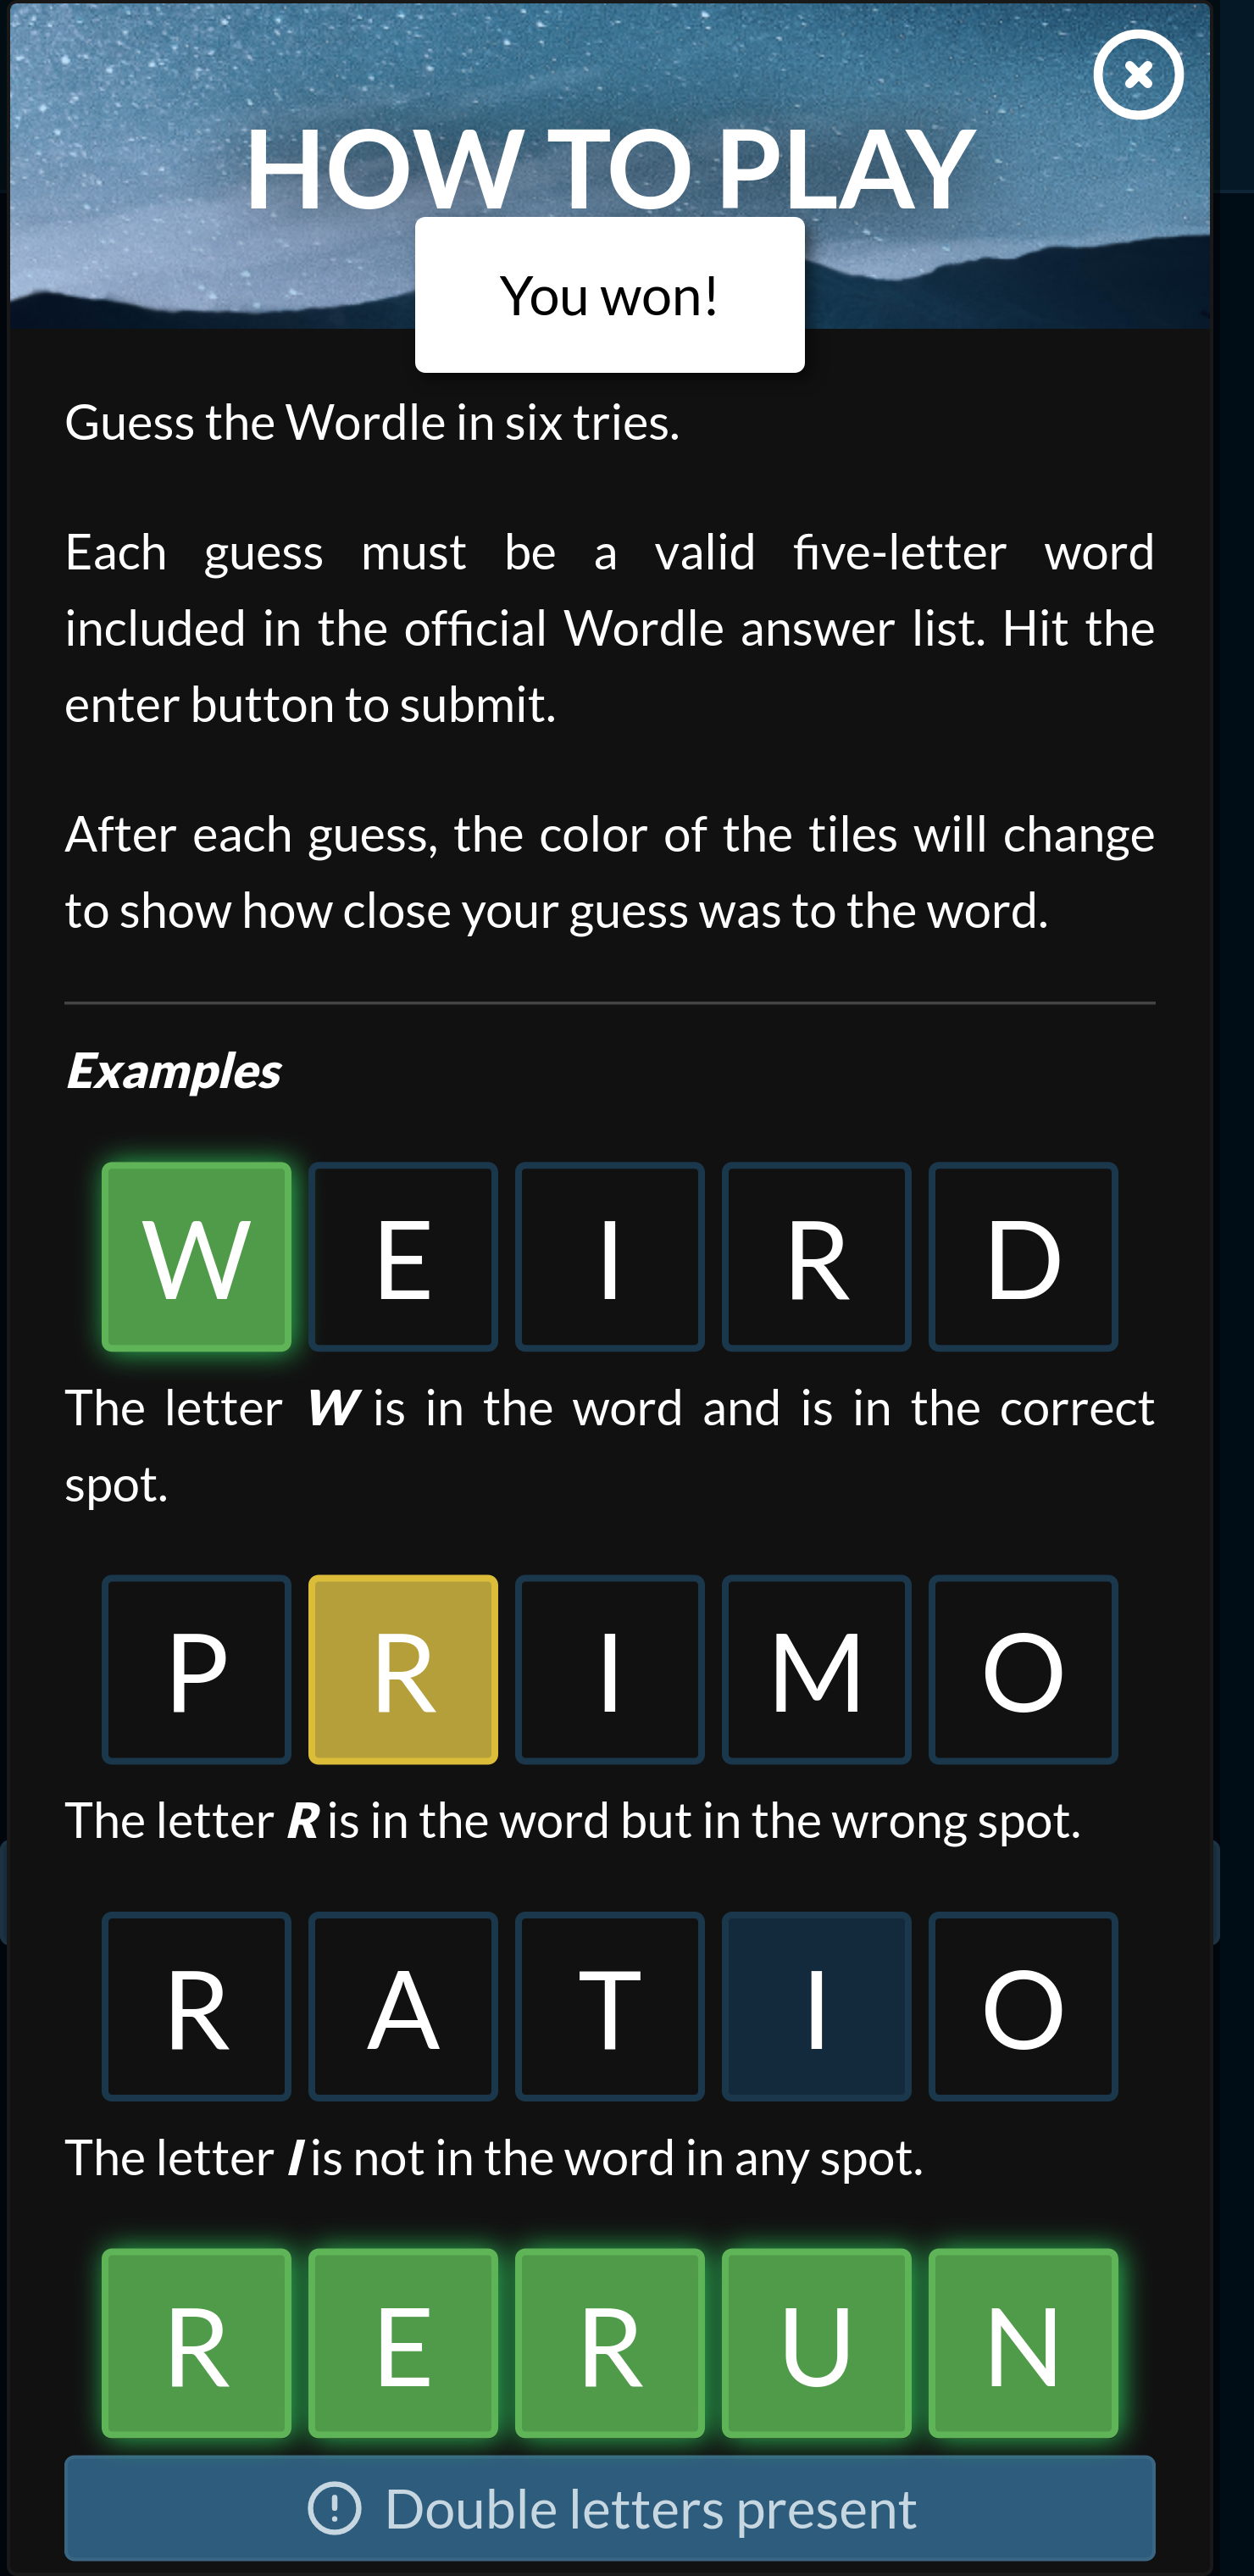 HOW TO PLAY
You won!
Guess the Wordle in six tries.
Each guess must be a valid five-letter word
included in the official Wordle answer list. Hit the
enter button to submit.
After each guess, the color of the tiles will change
to show how close your guess was to the word.
Examples
W E I R D
The letter W is in the word and is in the correct
spot.
P R I M O
The letter R is in the word but in the wrong spot.
R A T I O
The letter I is not in the word in any spot.
R E R U N
Double letters present